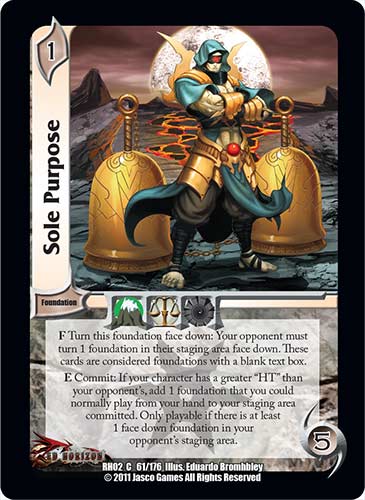 1
Sole Purpose
Foundation
F Turn this foundation face down: Your opponent must
turn 1 foundation in their staging area face down. These
cards are considered foundations with a blank text box.
E Commit: If your character has a greater “HT” than
your opponent’s, add 1 foundation that you could
normally play from your hand to your staging area
committed. Only playable if there is at least
1 face down foundation in your
opponent’s staging area.
5
RED HORIZON
RH02 C 61/176 Illus. Eduardo Bromhbley
© 2011 Jasco Games All Rights Reserved